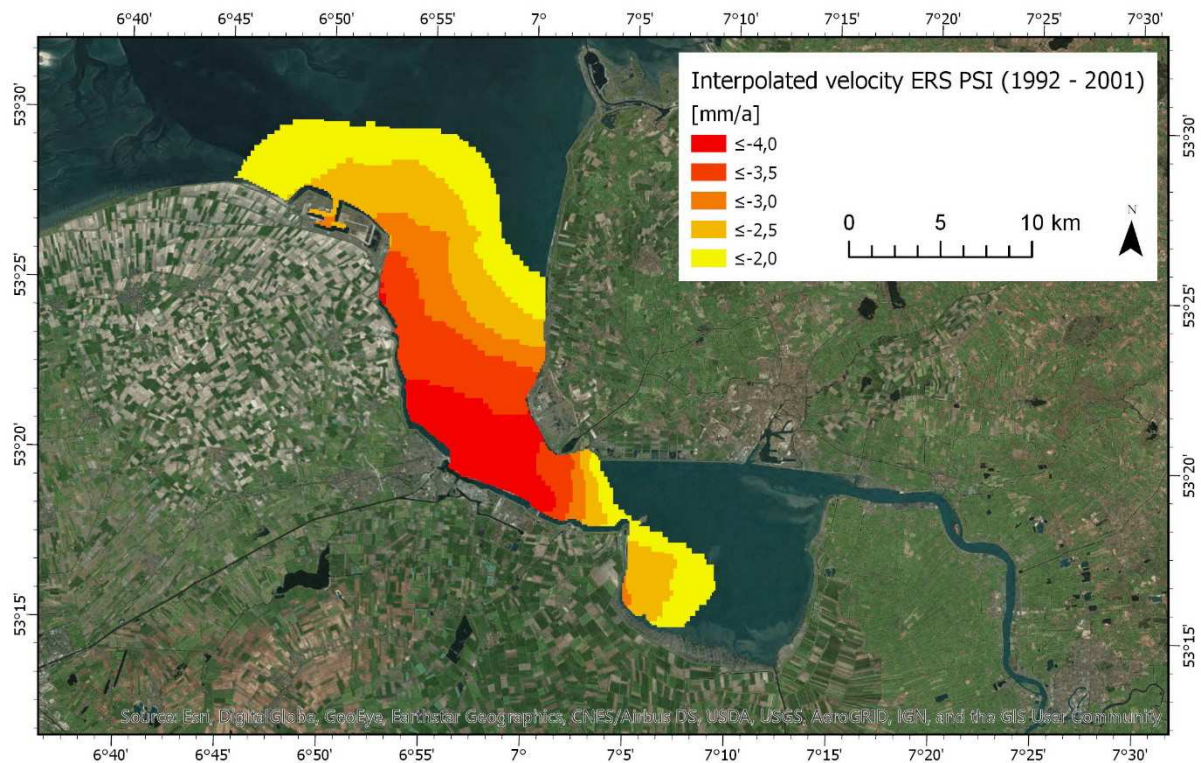 6°40' 6°45' 6°50' 6°55' 7° 7°5' 7°10' 7°15' 7°20' 7°25' 7°30'
53°30'
53°25'
53°20'
53°15'
Interpolated velocity ERS PSI (1992 - 2001)
[mm/a]
≤-4,0
≤-3,5
≤-3,0
≤-2,5
≤-2,0
0 5 10 km
N
53°30'
53°25'
53°20'
53°15'
Source: Esri, DigitalGlobe, GeoEye, Earthstar Geographics, CNES/Airbus DS, USDA, USGS, AeroGRID, IGN, and the GIS User Community
6°40' 6°45' 6°50' 6°55' 7° 7°5' 7°10' 7°15' 7°20' 7°25' 7°30'